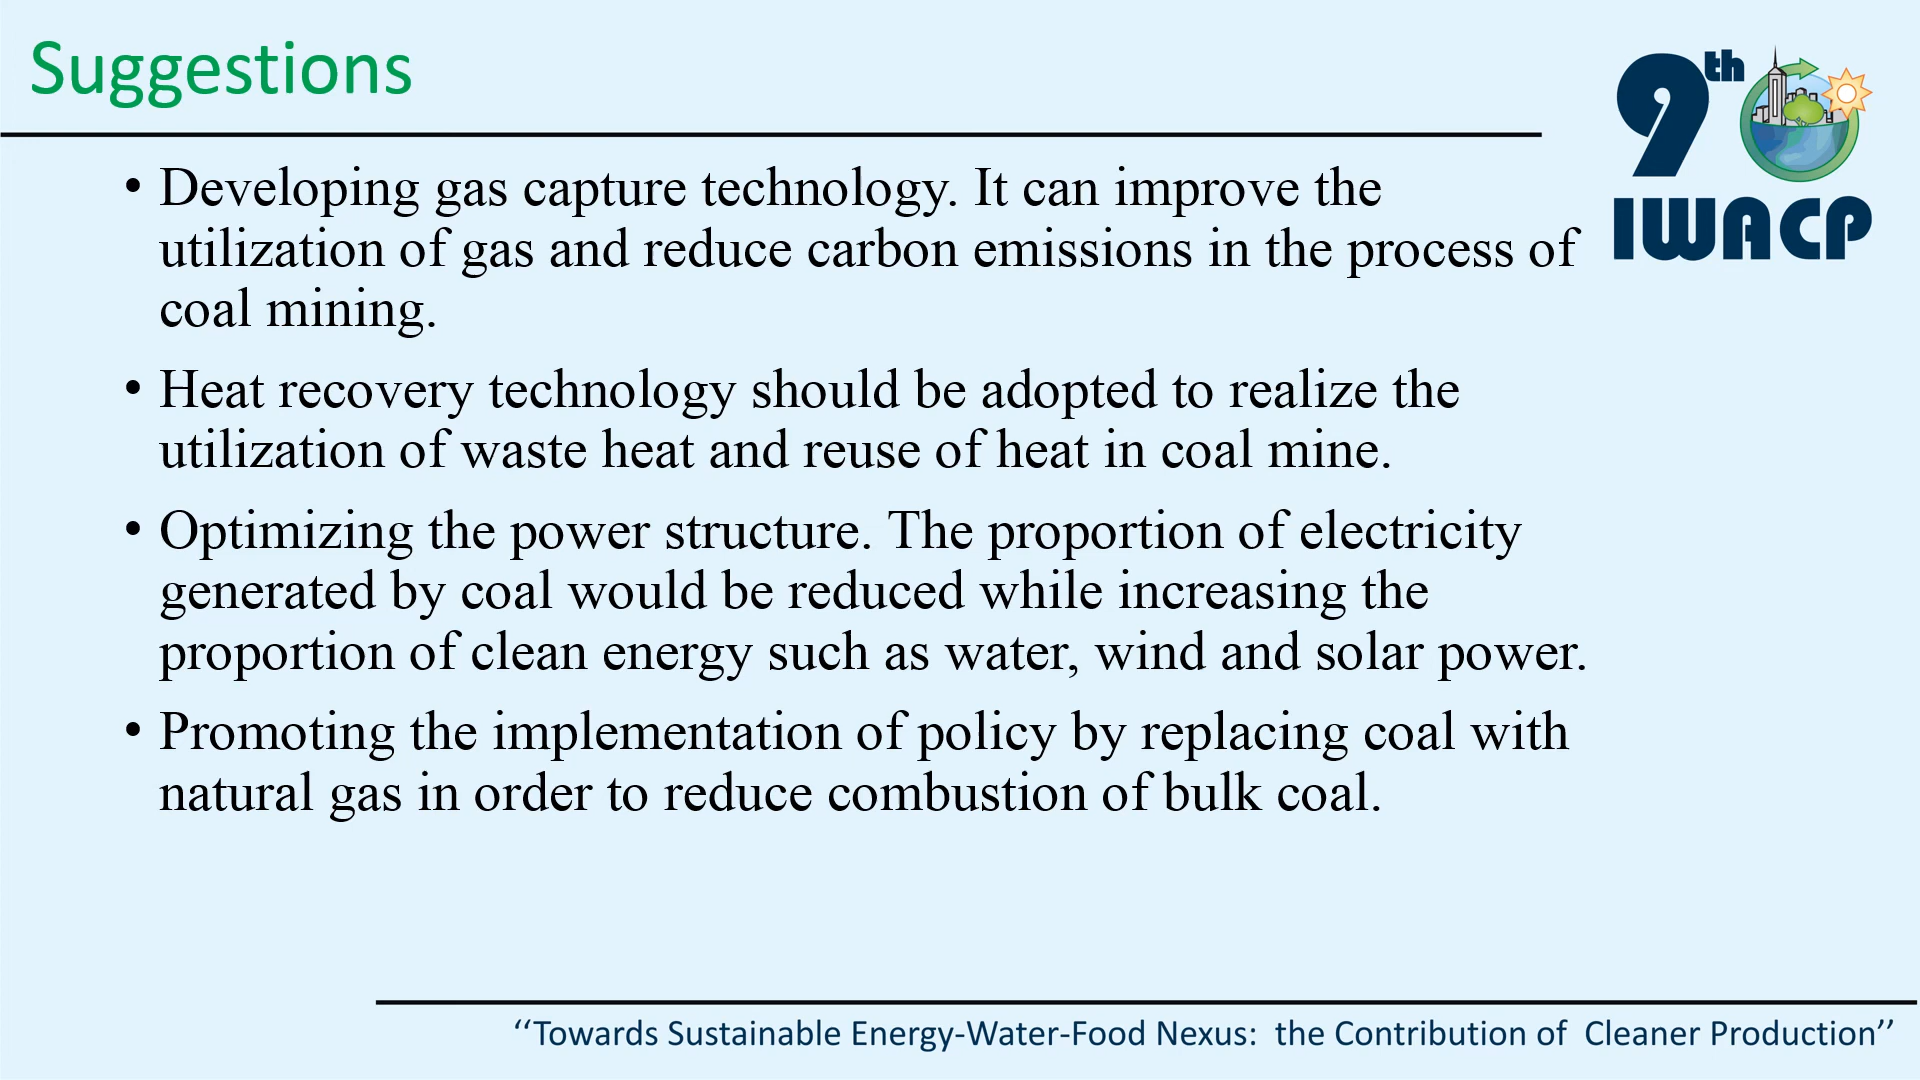 Suggestions
9th
IWACP
• Developing gas capture technology. It can improve the
utilization of gas and reduce carbon emissions in the process of
coal mining.
• Heat recovery technology should be adopted to realize the
utilization of waste heat and reuse of heat in coal mine.
• Optimizing the power structure. The proportion of electricity
generated by coal would be reduced while increasing the
proportion of clean energy such as water, wind and solar power.
• Promoting the implementation of policy by replacing coal with
natural gas in order to reduce combustion of bulk coal.
‘‘Towards Sustainable Energy-Water-Food Nexus:  the Contribution of  Cleaner Production’’